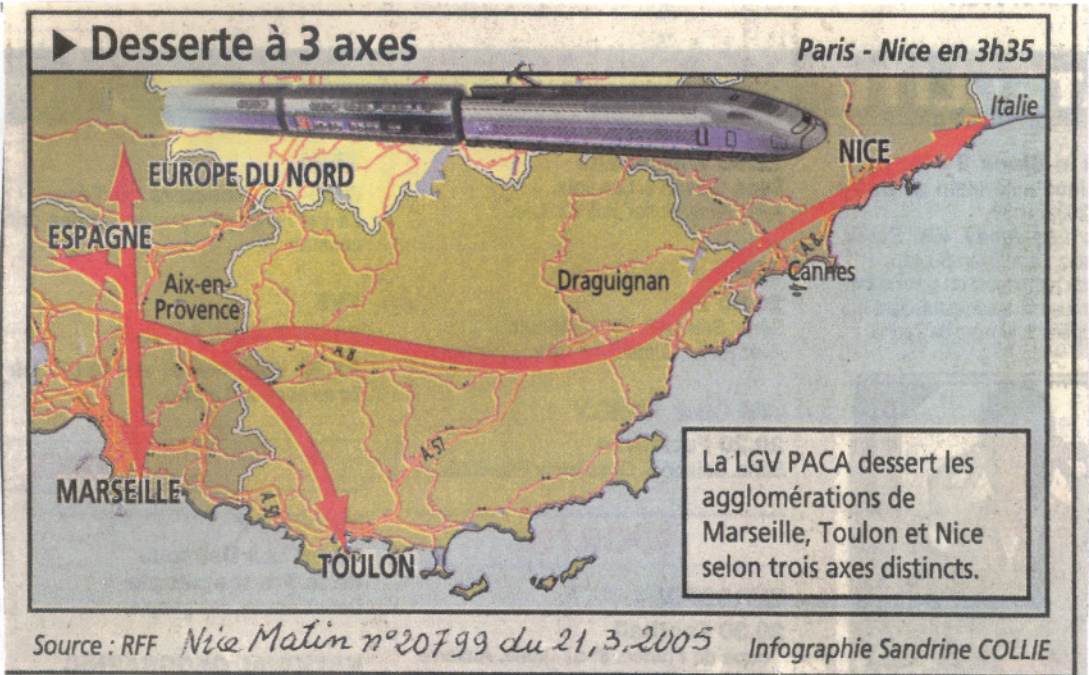 ▶ Desserte à 3 axes
Paris - Nice en 3h35
Italie
NICE
EUROPE DU NORD
ESPAGNE
Aix-en-
Provence
Draguignan
Cannes
A.8
A.8
A.57
MARSEILLE
TOULON
La LGV PACA dessert les
agglomérations de
Marseille, Toulon et Nice
selon trois axes distincts.
Source : RFF
Nice Matin n°20799 du 21,3,2005
Infographie Sandrine COLLIE